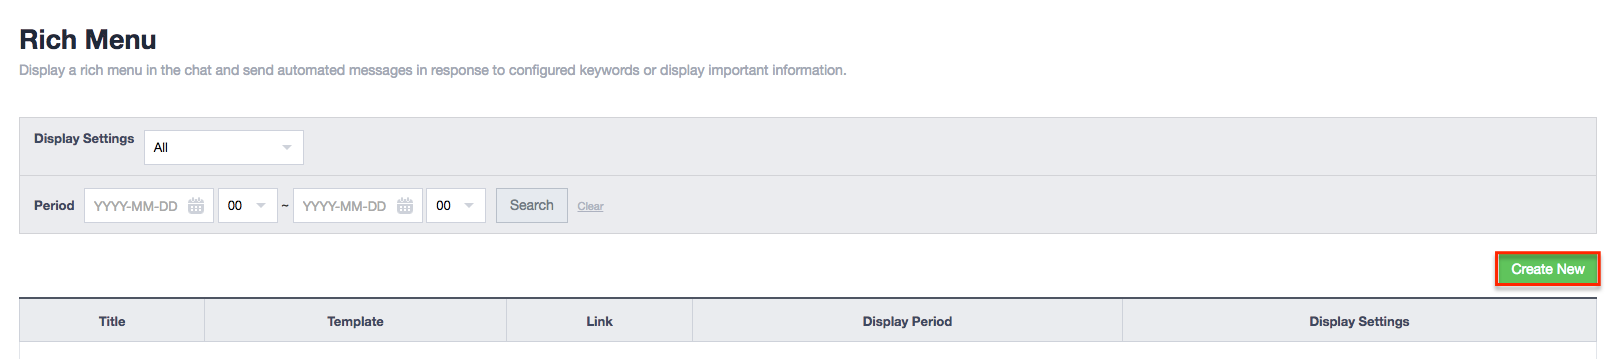 Rich Menu
Display a rich menu in the chat and send automated messages in response to configured keywords or display important information.
Display Settings All
Period YYYY-MM-DD 00 ~ YYYY-MM-DD 00 Search Clear
Create New
Title Template Link Display Period Display Settings